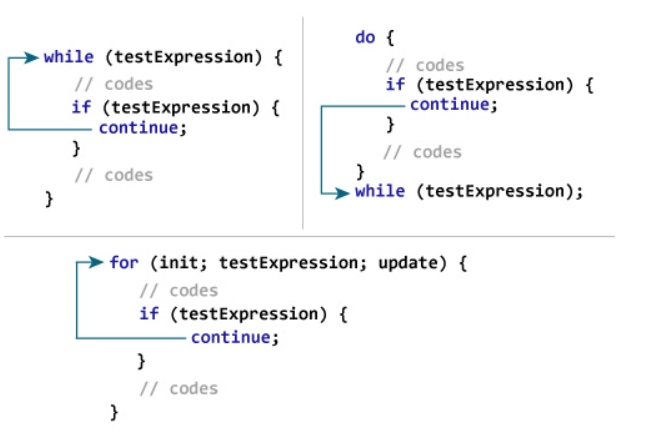 while (testExpression) {
// codes
if (testExpression) {
continue;
}
// codes
}
do {
// codes
if (testExpression) {
continue;
}
// codes
}
while (testExpression);
for (init; testExpression; update) {
// codes
if (testExpression) {
continue;
}
// codes
}